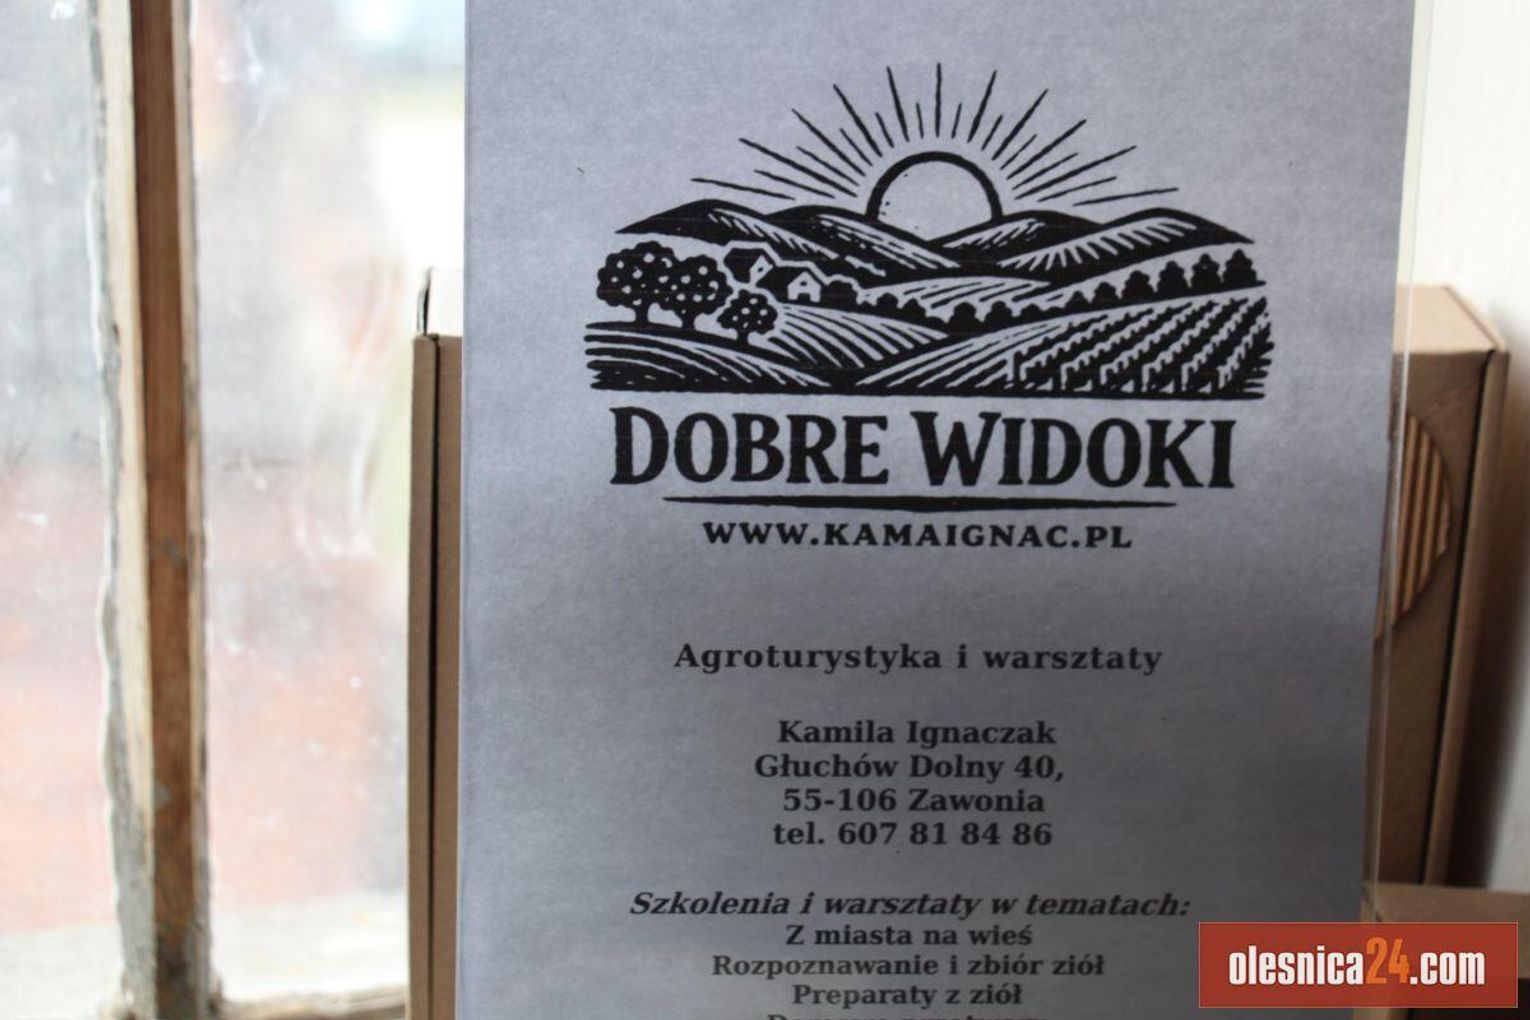 DOBRE WIDOKI
WWW.KAMAIGNAC.PL
Agroturystyka i warsztaty
Kamila Ignaczak
Głuchów Dolny 40,
55-106 Zawonia
tel. 607 81 84 86
Szkolenia i warsztaty w tematach:
Z miasta na wieś
Rozpoznawanie i zbiór ziół
Preparaty z ziół
olesnica24.com